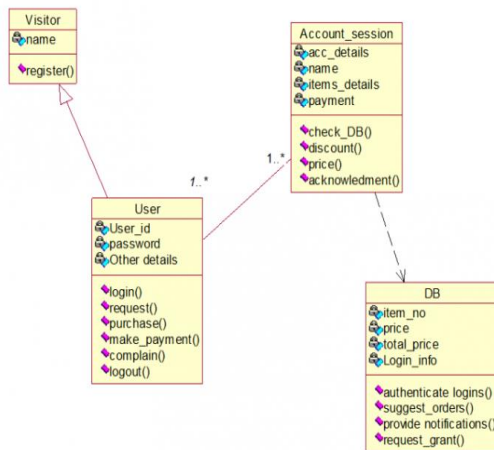 Visitor
name
register()
Account_session
acc_details
name
items_details
payment
check_DB()
discount()
price()
acknowledment()
1..*
1..*
User
User_id
password
Other details
login()
request()
purchase()
make_payment()
complain()
logout()
DB
item_no
price
total_price
Login_info
authenticate logins()
suggest_orders()
provide notifications()
request_grant()